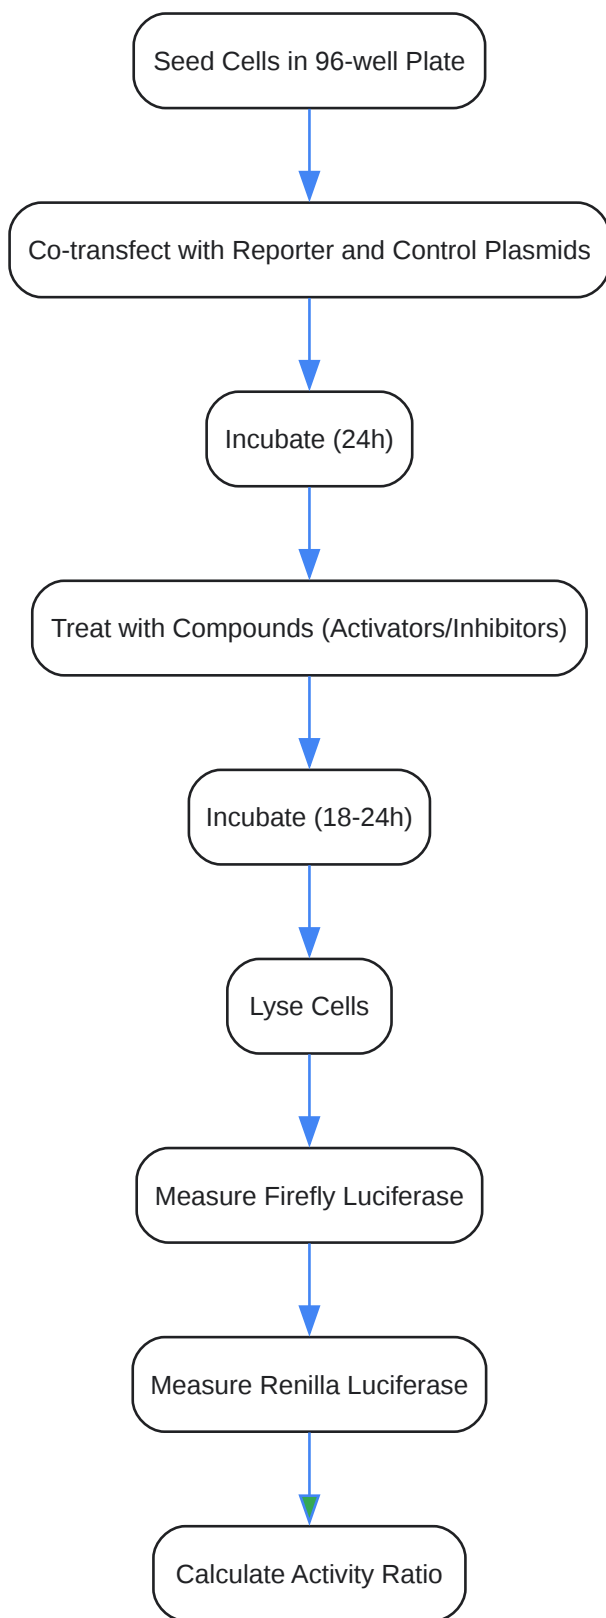 Seed Cells in 96-well Plate
Co-transfect with Reporter and Control Plasmids
Incubate (24h)
Treat with Compounds (Activators/Inhibitors)
Incubate (18-24h)
Lyse Cells
Measure Firefly Luciferase
Measure Renilla Luciferase
Calculate Activity Ratio